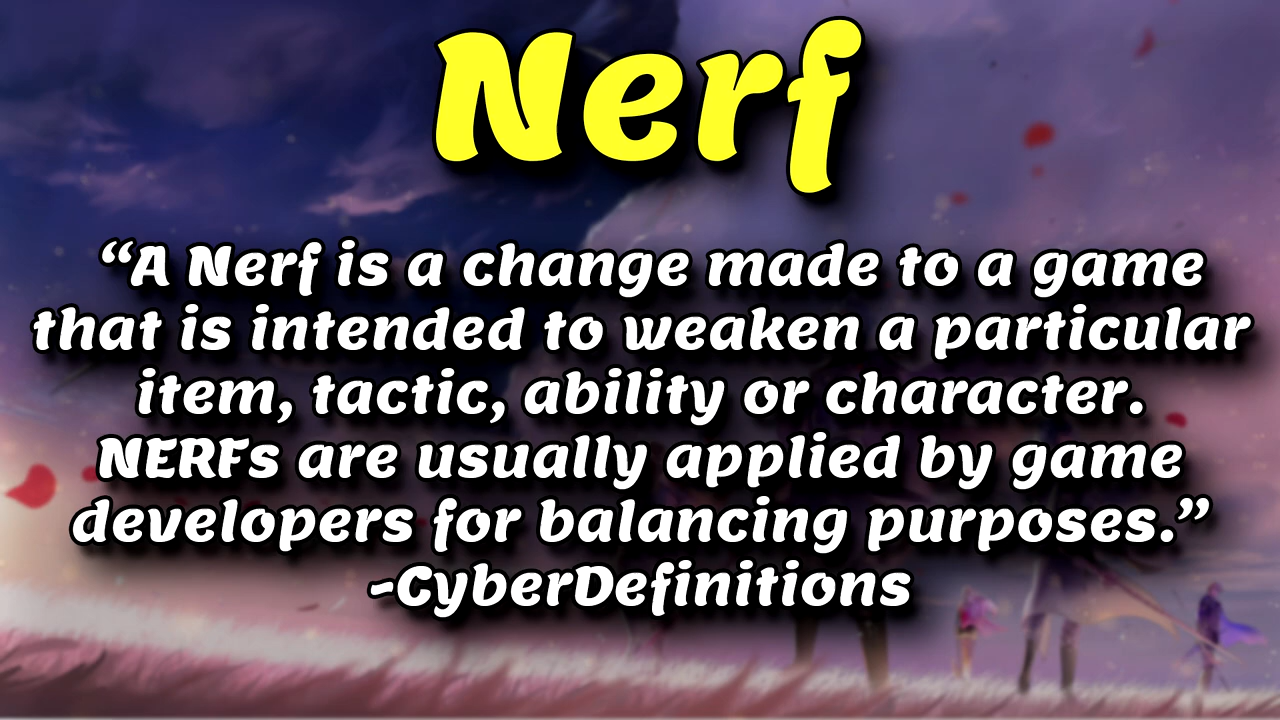 Nerf
“A Nerf is a change made to a game
that is intended to weaken a particular
item, tactic, ability or character.
NERFs are usually applied by game
developers for balancing purposes.”
-CyberDefinitions